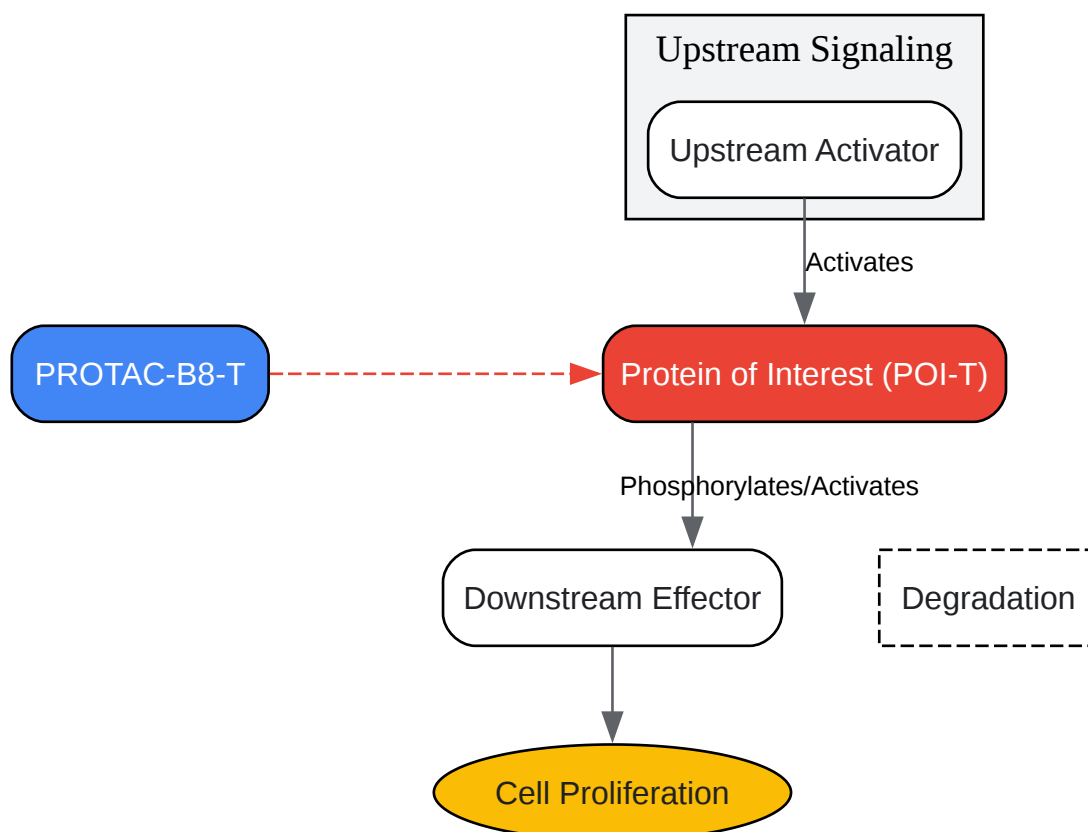 Upstream Signaling
Upstream Activator
Activates
PROTAC-B8-T
Protein of Interest (POI-T)
Phosphorylates/Activates
Downstream Effector
Degradation
Cell Proliferation